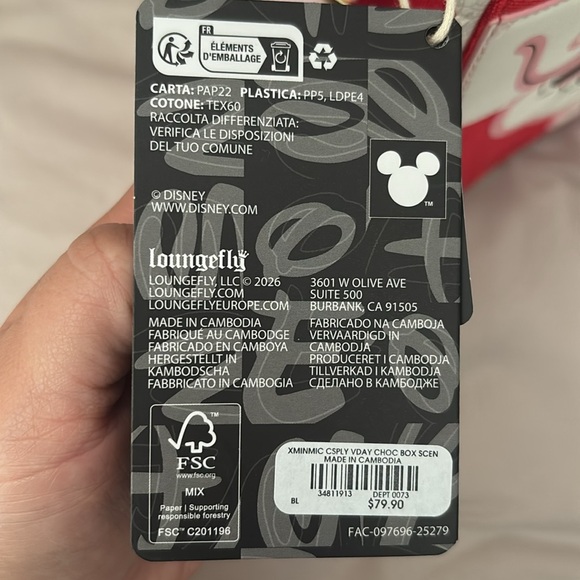 FR
ÉLÉMENTS
D'EMBALLAGE
CARTA: PAP22 PLASTICA: PP5, LDPE4
COTONE: TEX60
RACCOLTA DIFFERENZIATA:
VERIFICA LE DISPOSIZIONI
DEL TUO COMUNE
© DISNEY
WWW.DISNEY.COM
TM
loungefly
LOUNGEFLY, LLC © 2026
LOUNGEFLY.COM
LOUNGEFLYEUROPE.COM
3601 W OLIVE AVE
SUITE 500
BURBANK, CA 91505
MADE IN CAMBODIA
FABRIQUÉ AU CAMBODGE
FABRICADO EN CAMBOYA
HERGESTELLT IN
KAMBODSCHA
FABBRICATO IN CAMBOGIA
FABRICADO NA CAMBOJA
VERVAARDIGD IN
CAMBODJA
PRODUCERET I CAMBODJA
TILLVERKAD I KAMBODJA
СДЕЛАНО В КАМБОДЖЕ
TM
FSC
www.fsc.org
MIX
Paper | Supporting
responsible forestry
FSC™ C201196
XMINMIC CSPLY VDAY CHOC BOX SCEN
MADE IN CAMBODIA
34811913 DEPT 0073
BL $79.90
FAC-097696-25279